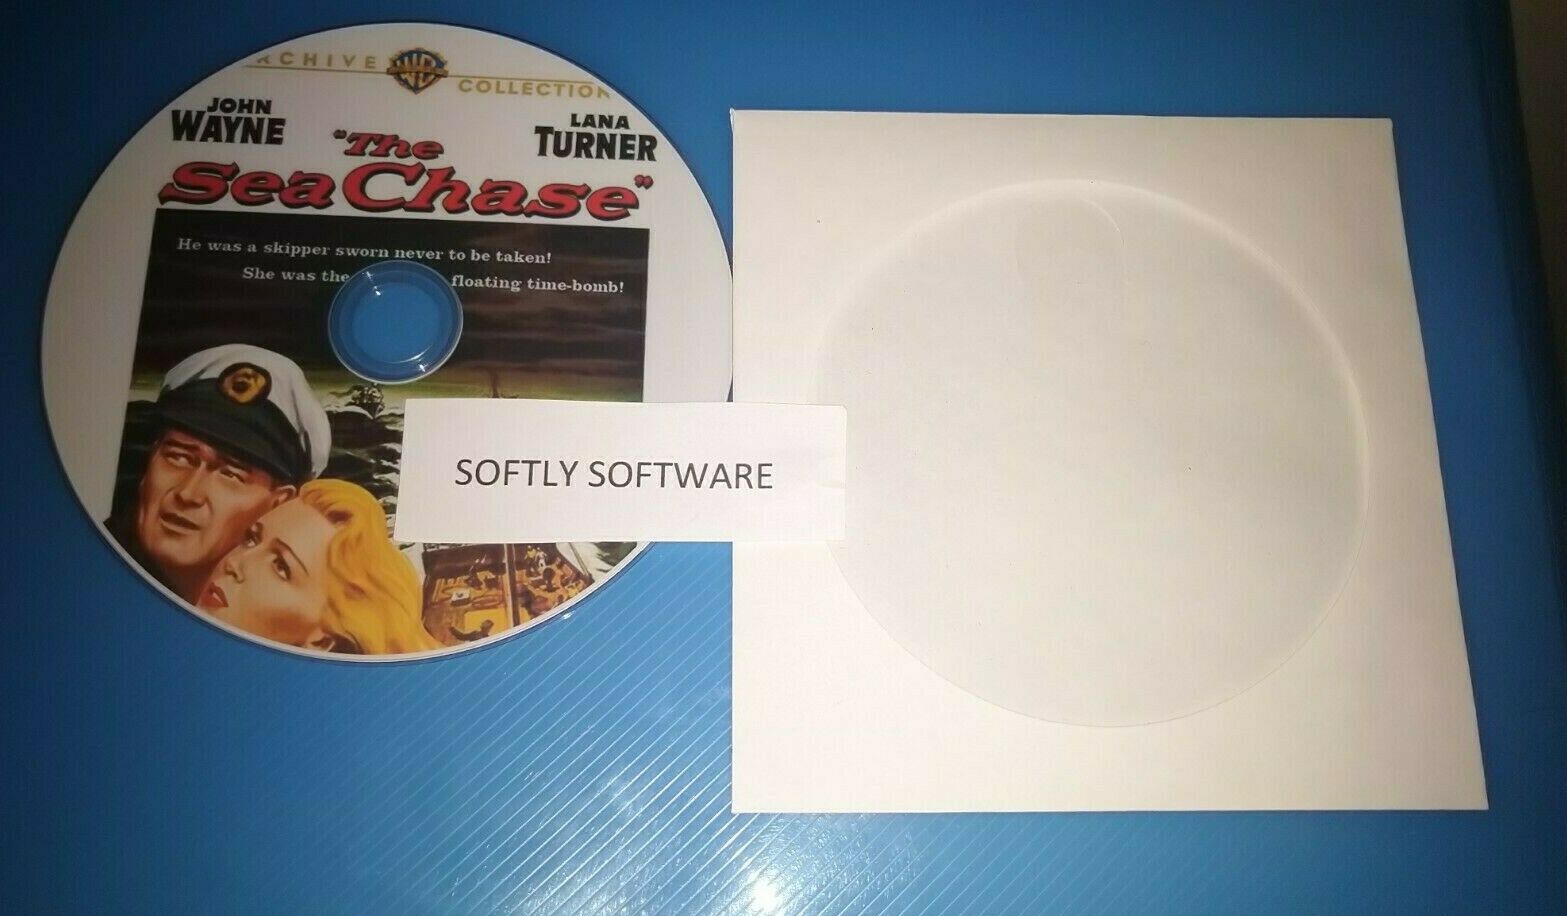 ARCHIVE WB COLLECTION
JOHN WAYNE
LANA TURNER
"The
Sea Chase"
He was a skipper sworn never to be taken!
She was the floating time-bomb!
SOFTLY SOFTWARE